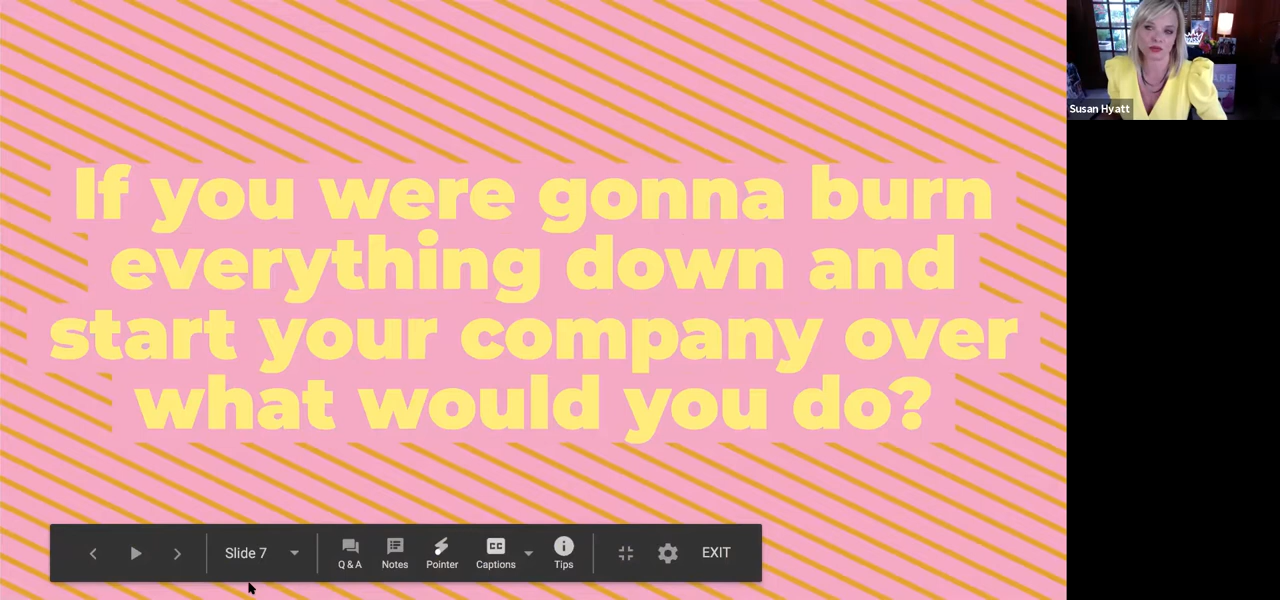 If you were gonna burn
everything down and
start your company over
what would you do?
Susan Hyatt
Slide 7
Q & A
Notes
Pointer
CC
Captions
Tips
EXIT